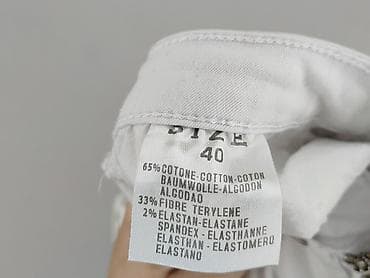 SIZE
40
65% COTONE-COTTON-COTON
BAUMWOLLE-ALGODON
ALGODAO
33% FIBRE TERYLENE
2% ELASTAN-ELASTANE
SPANDEX - ELASTHANNE
ELASTHAN - ELASTOMERO
ELASTANO